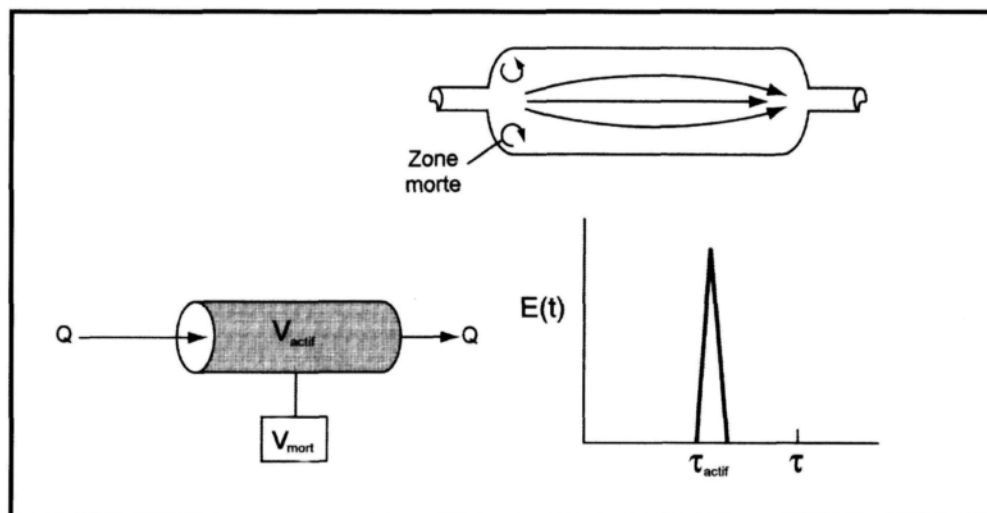 Zone
morte
E(t)
Q
V_actif
Q
V_mort
τ_actif
τ